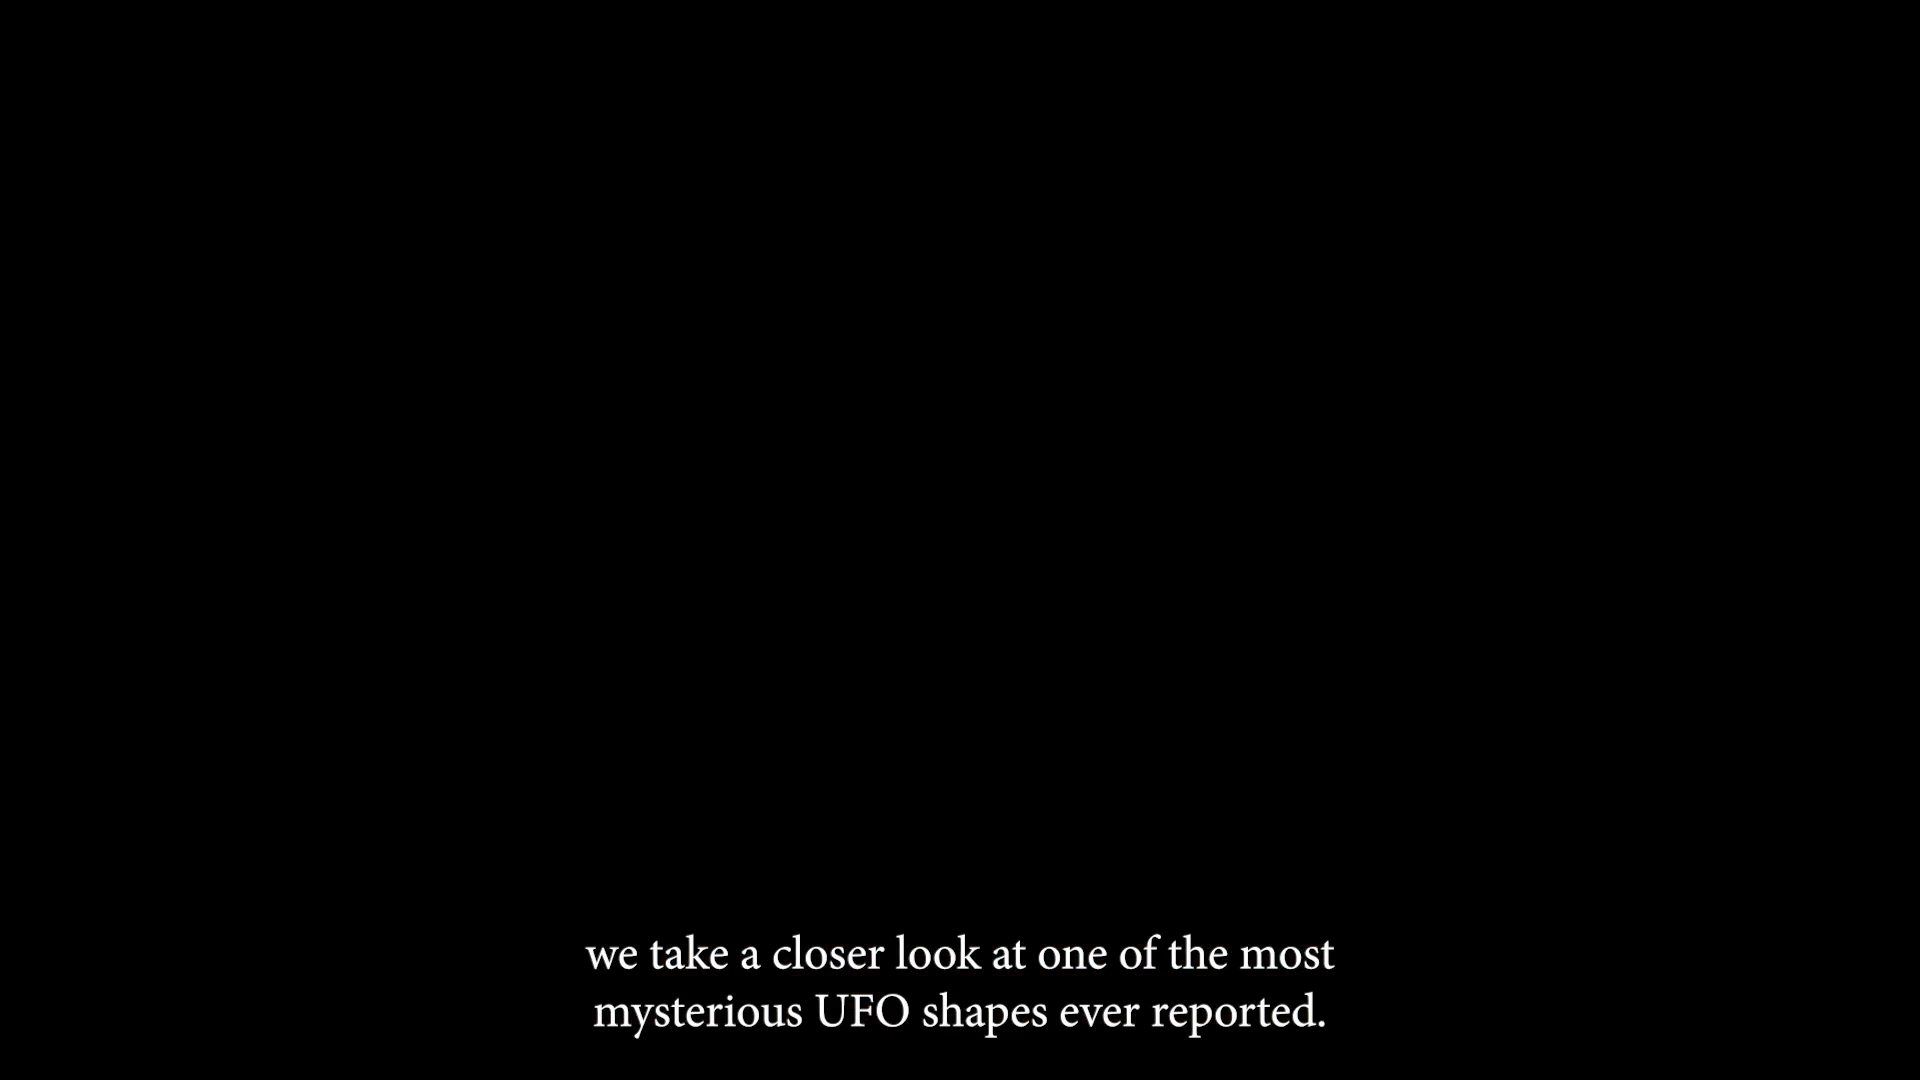 we take a closer look at one of the most
mysterious UFO shapes ever reported.